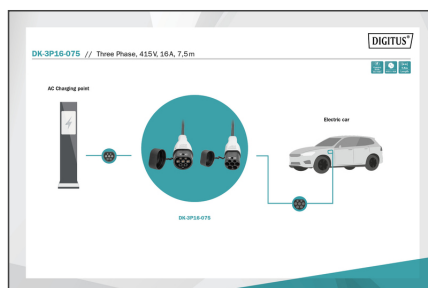 DIGITUS®
DK-3P16-075 // Three Phase, 415V, 16A, 7,5m
AC Charging point
Electric car
DK-3P16-075